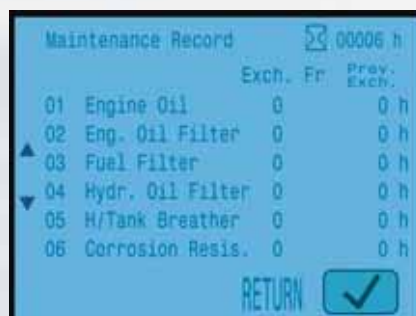 Maintenance Record 00006 h
Exch. Fr Prev. Exch.
01 Engine Oil 0 0 h
02 Eng. Oil Filter 0 0 h
03 Fuel Filter 0 0 h
04 Hydr. Oil Filter 0 0 h
05 H/Tank Breather 0 0 h
06 Corrosion Resis. 0 0 h
RETURN